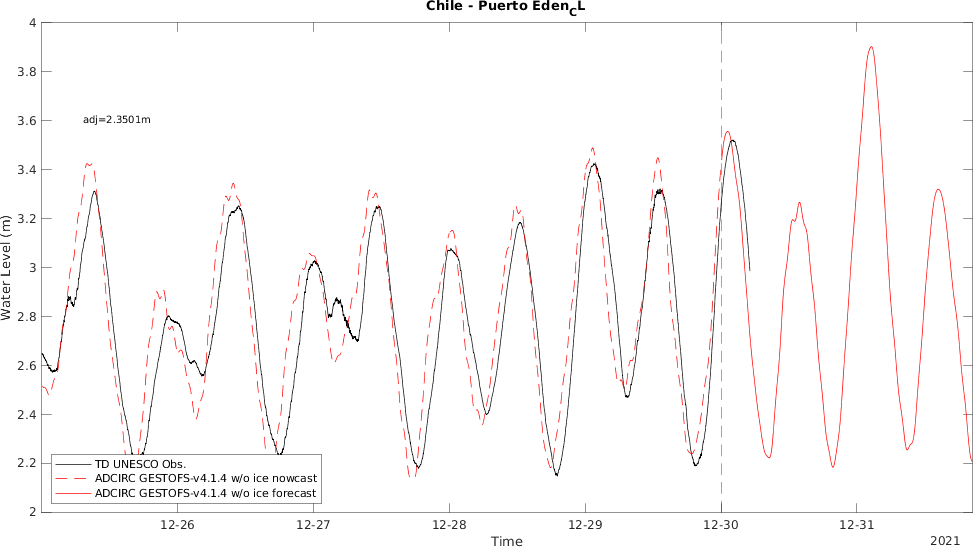 Chile - Puerto Eden_CL
4
3.8
3.6
adj=2.3501m
3.4
3.2
3
Water Level (m)
2.8
2.6
2.4
2.2
2
TD UNESCO Obs.
ADCIRC GESTOFS-v4.1.4 w/o ice nowcast
ADCIRC GESTOFS-v4.1.4 w/o ice forecast
12-26 12-27 12-28 12-29 12-30 12-31
Time
2021